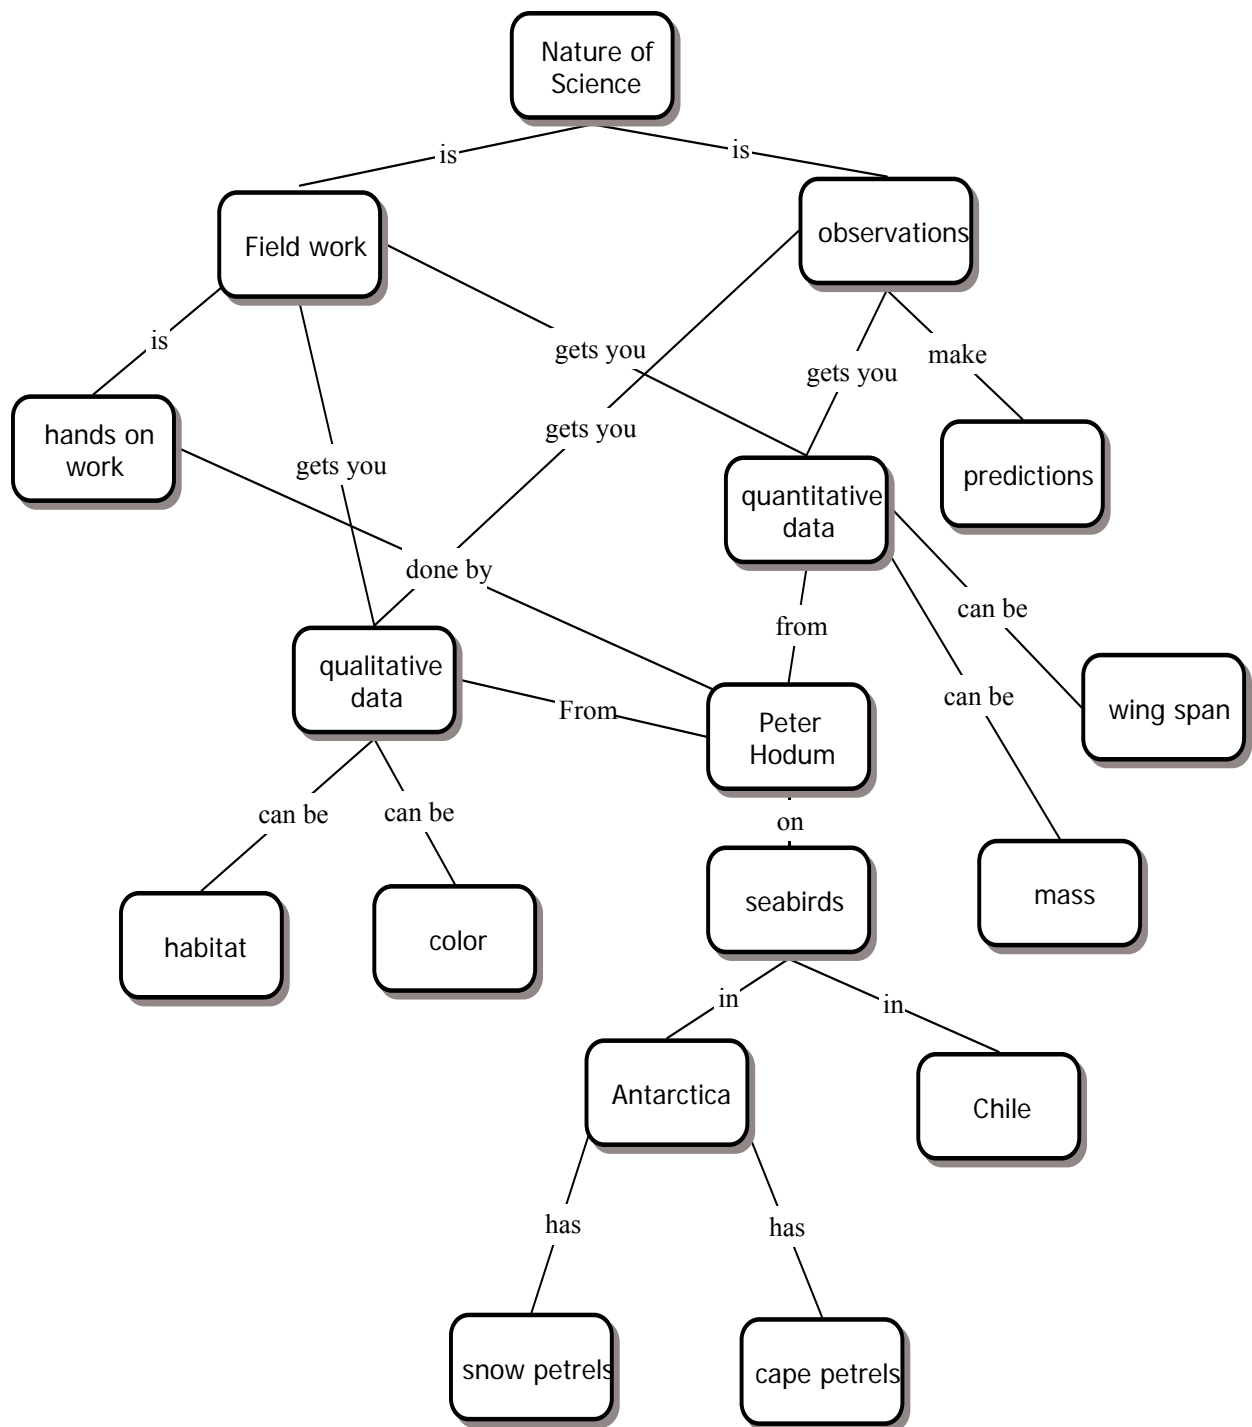 Nature of
Science
is
is
Field work
observations
is
gets you
make
gets you
hands on
work
gets you
predictions
gets you
quantitative
data
done by
can be
from
qualitative
data
From
can be
wing span
Peter
Hodum
can be
can be
on
habitat
color
seabirds
mass
in
in
Antarctica
Chile
has
has
snow petrels
cape petrels